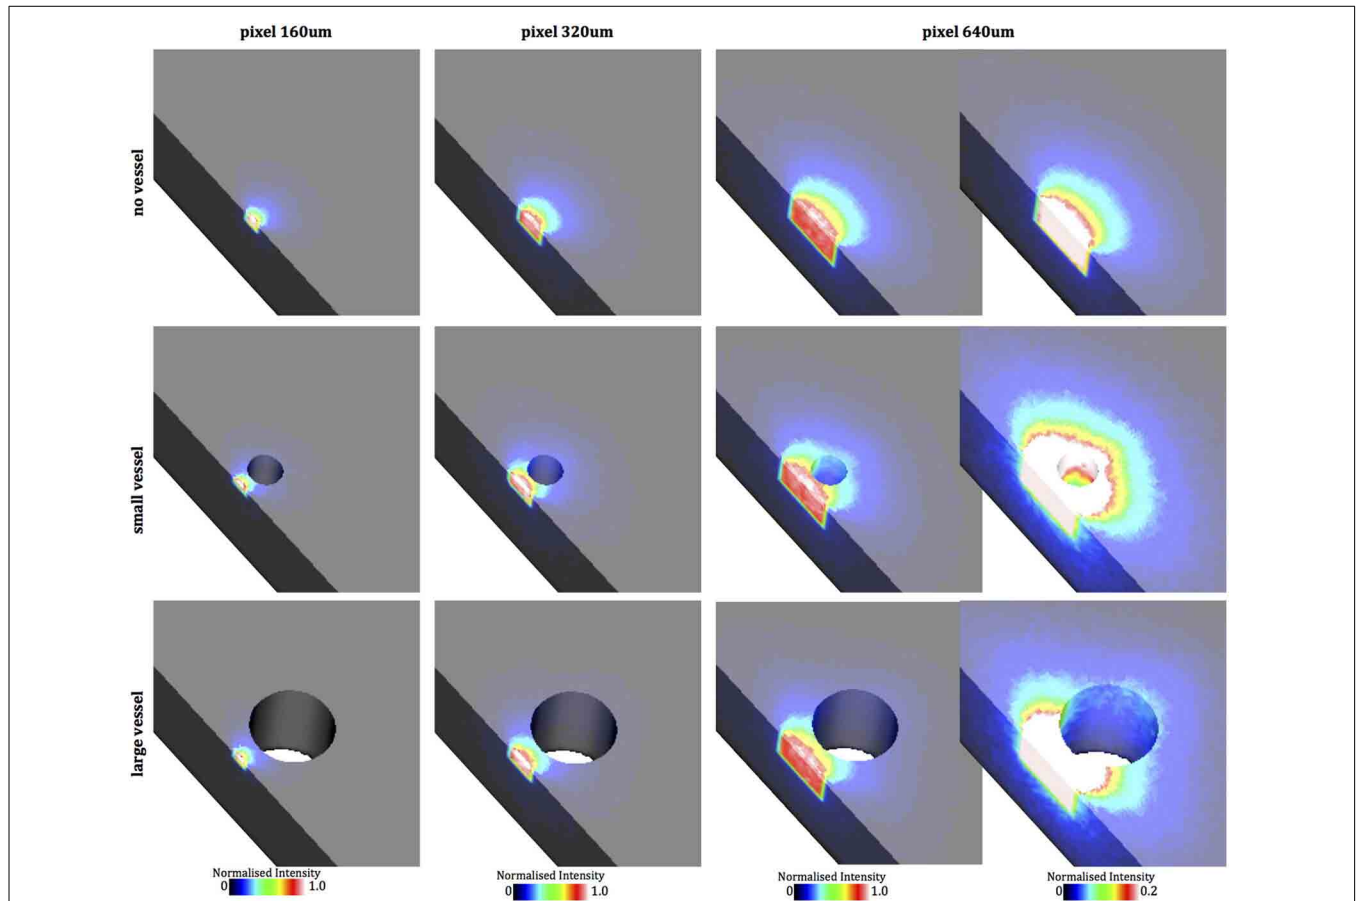 pixel 160um pixel 320um pixel 640um
no vessel
small vessel
large vessel
Normalised Intensity Normalised Intensity Normalised Intensity Normalised Intensity
0 1.0 0 1.0 0 1.0 0 0.2